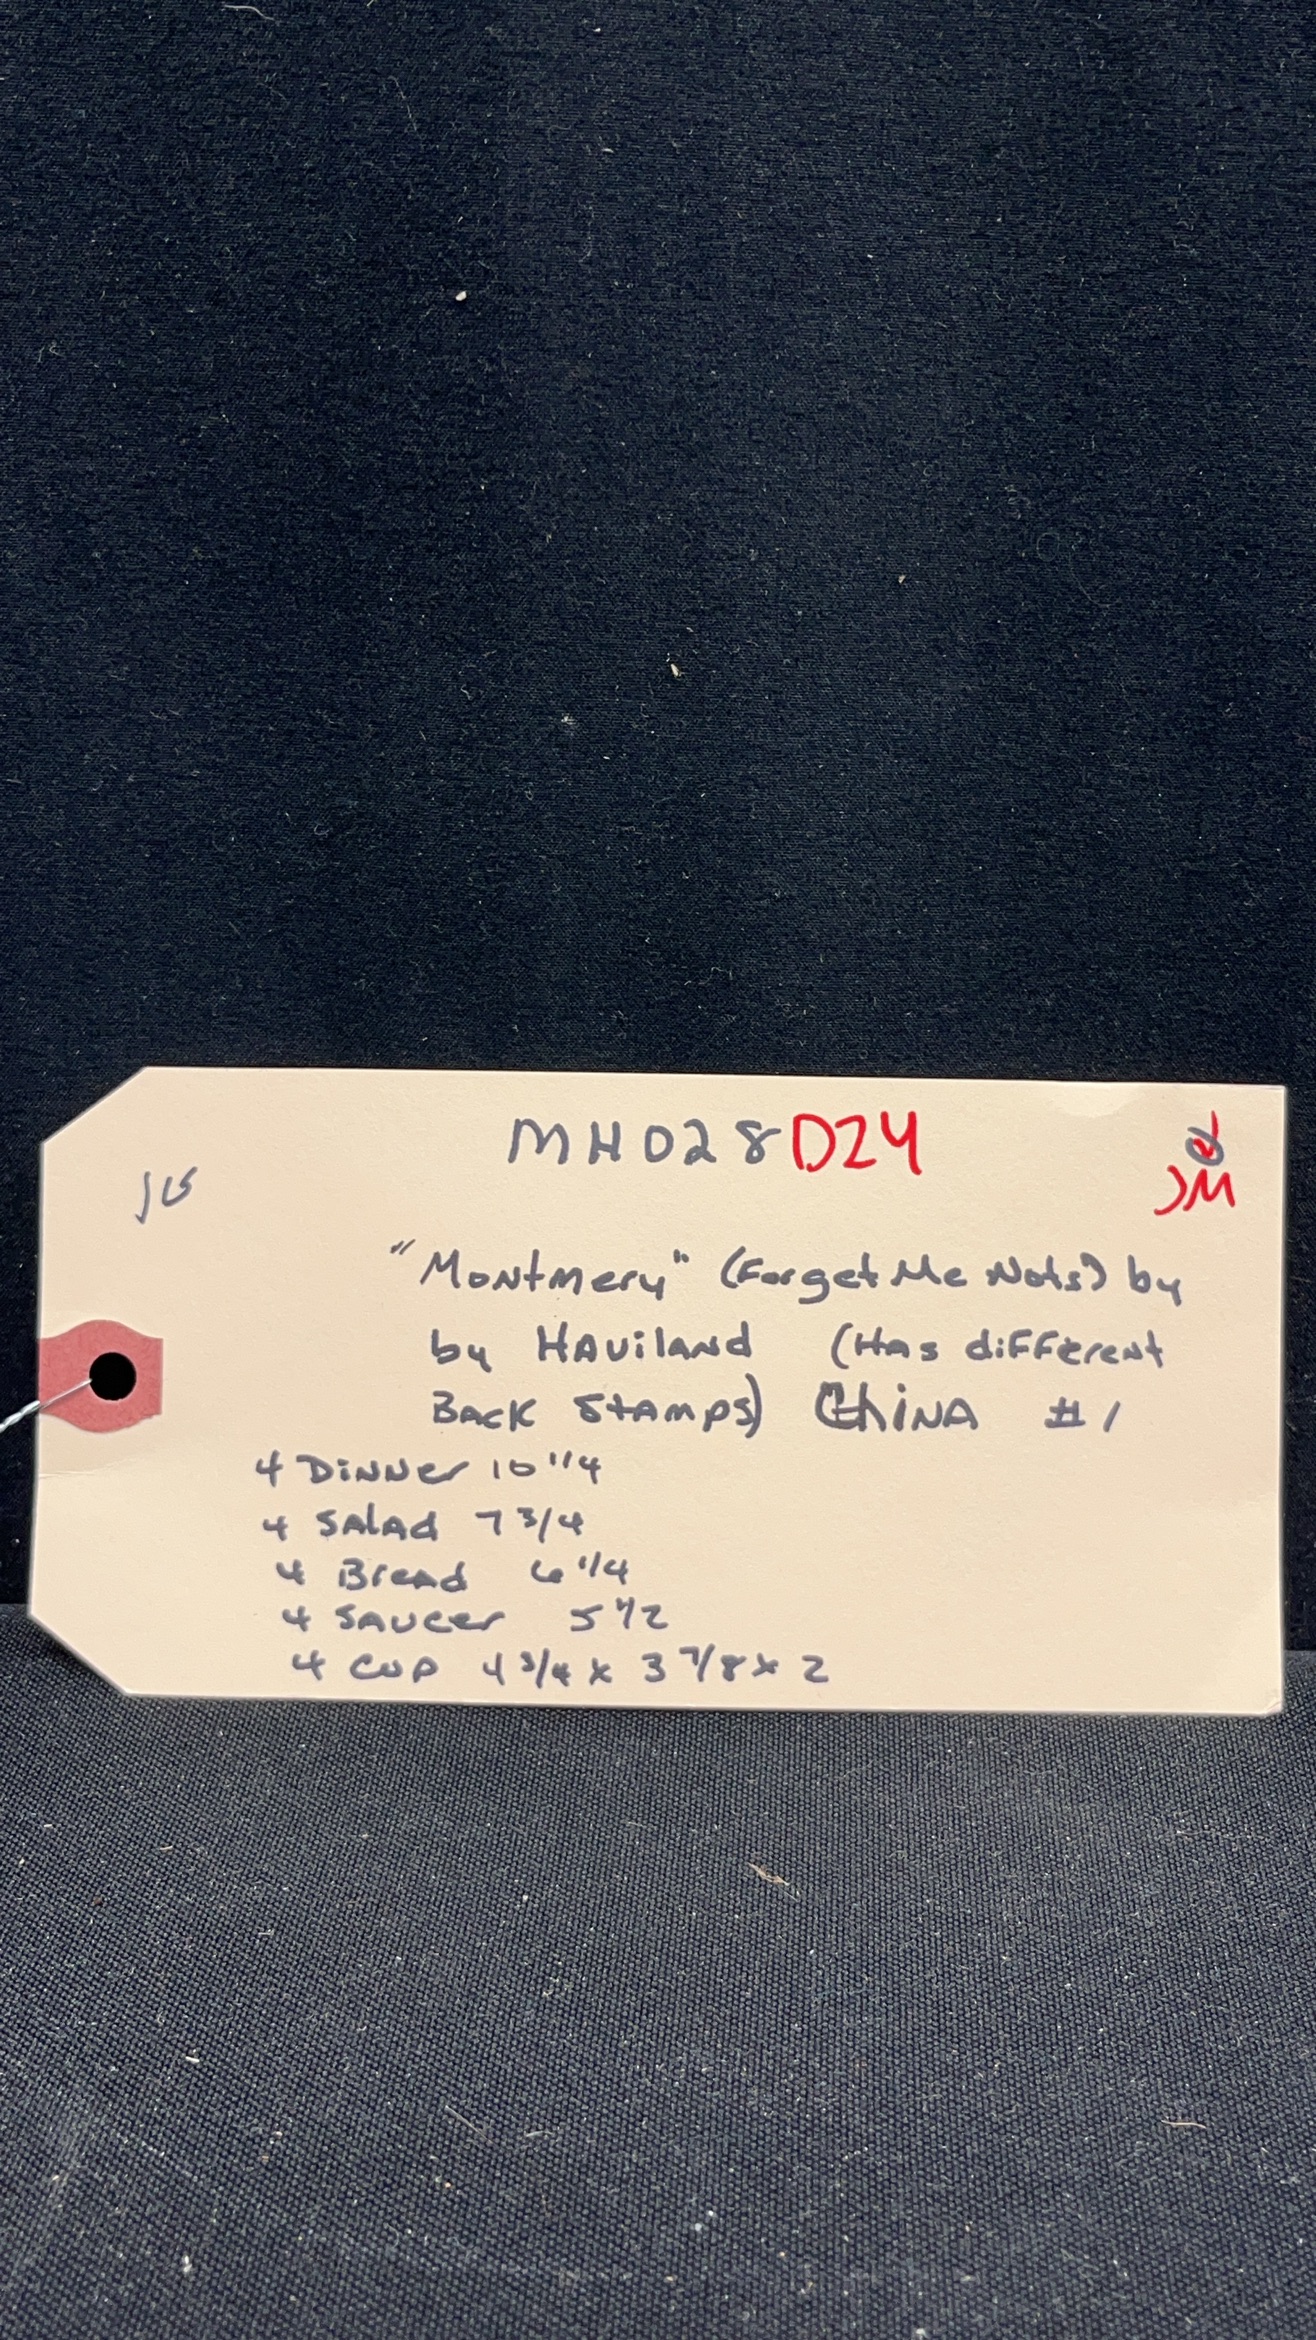 MH028D24
JM
"Montmery" (Forget Me Nots) by
by Haviland (Has different
Back Stamps) China #1
4 Dinner 10 1/4
4 Salad 7 3/4
4 Bread 6 1/4
4 Saucer 5 1/2
4 Cup 4 3/4 x 3 7/8 x 2